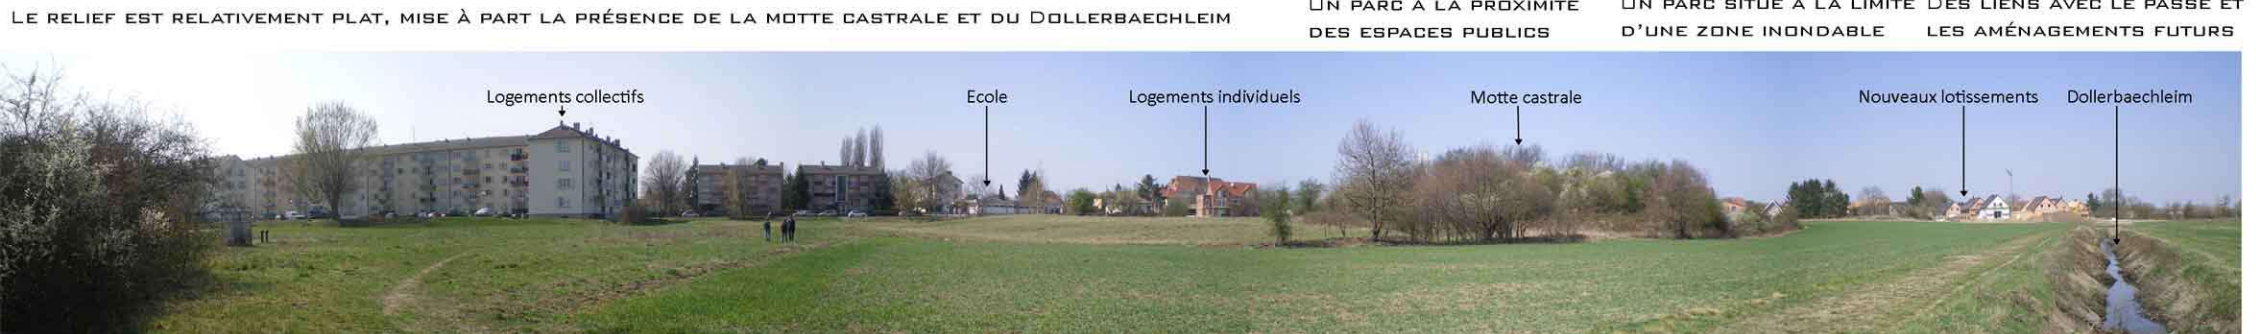 Le relief est relativement plat, mise à part la présence de la motte castrale et du Dollerbaechleim
Un parc à la proximité
des espaces publics
Un parc situé à la limite
d'une zone inondable
Des liens avec le passé et
les aménagements futurs
Logements collectifs
Ecole
Logements individuels
Motte castrale
Nouveaux lotissements
Dollerbaechleim